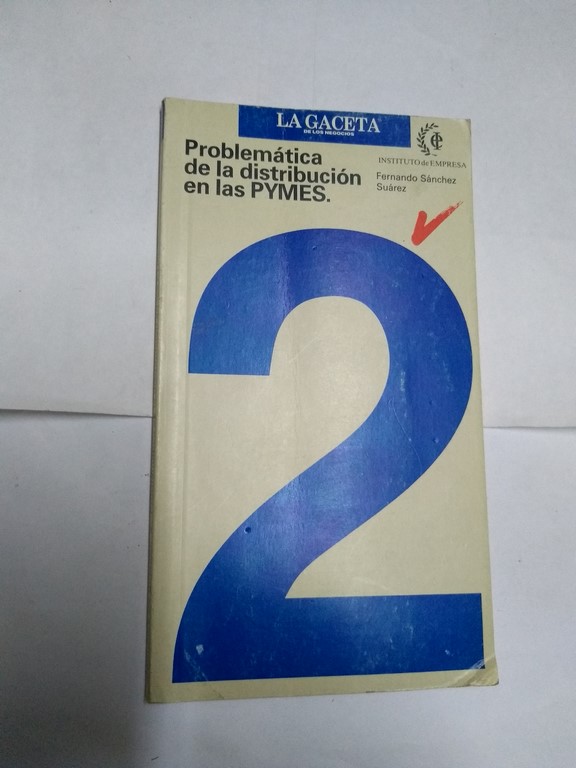 LA GACETA
DE LOS NEGOCIOS
Problemática
de la distribución
en las PYMES.
INSTITUTO de EMPRESA
Fernando Sánchez
Suárez
2